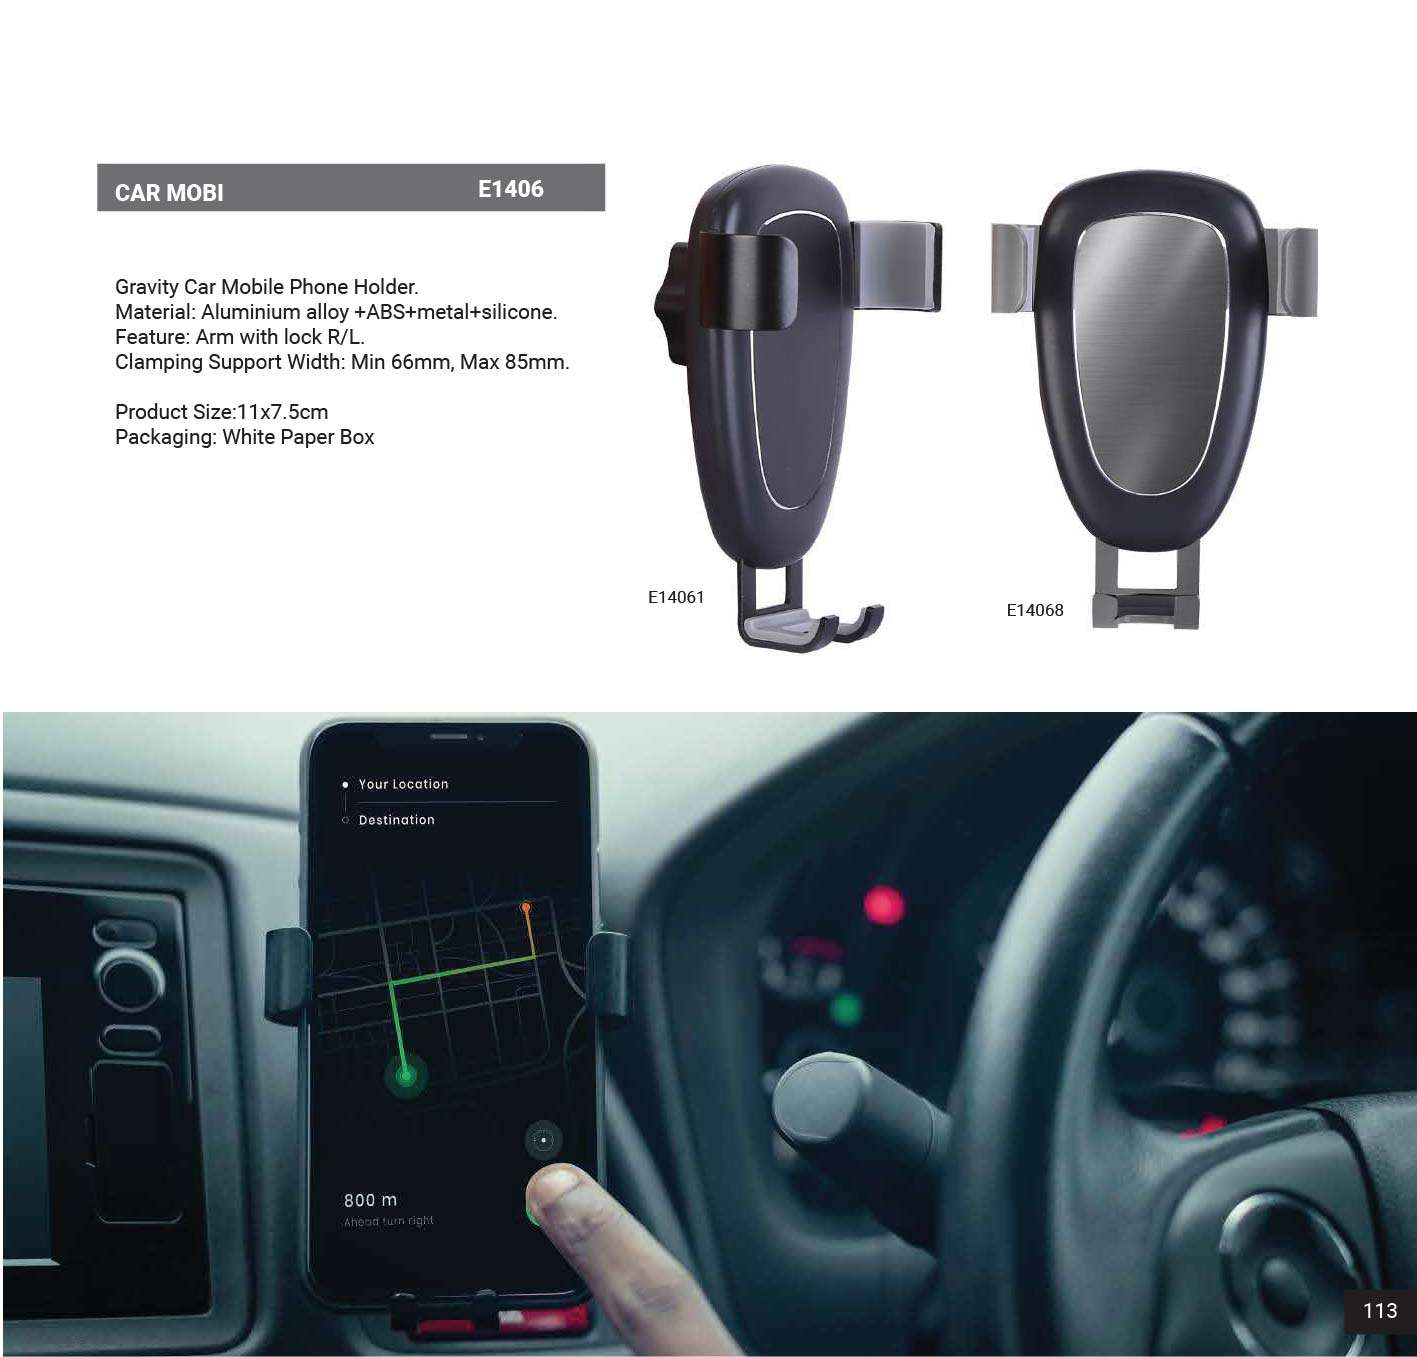 CAR MOBI E1406
Gravity Car Mobile Phone Holder.
Material: Aluminium alloy +ABS+metal+silicone.
Feature: Arm with lock R/L.
Clamping Support Width: Min 66mm, Max 85mm.
Product Size:11x7.5cm
Packaging: White Paper Box
E14061
E14068
Your Location
Destination
800 m
Ahead turn right
113